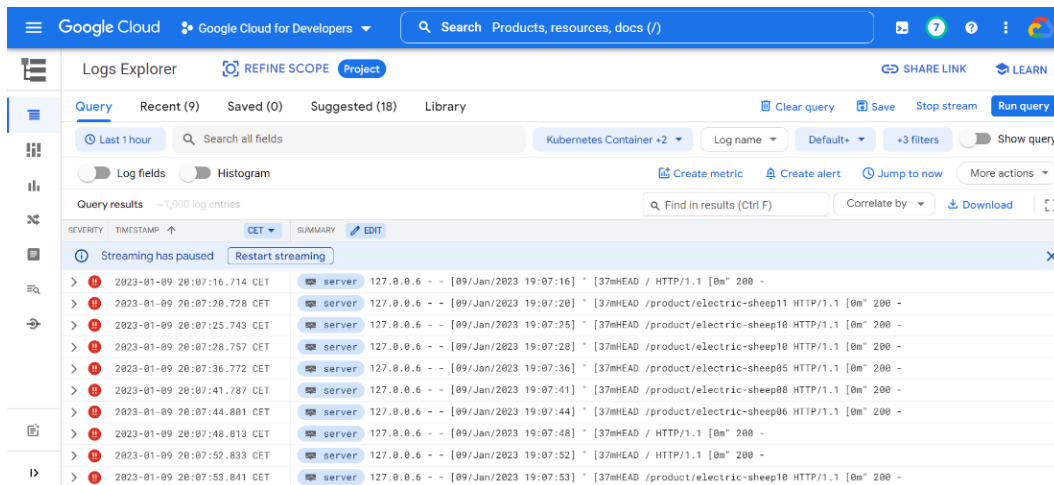 Google Cloud Google Cloud for Developers Search Products, resources, docs (/) 7
Logs Explorer REFINE SCOPE Project SHARE LINK LEARN
Query Recent (9) Saved (0) Suggested (18) Library Clear query Save Stop stream Run query
Last 1 hour Search all fields Kubernetes Container +2 Log name Default+ +3 filters Show query
Log fields Histogram Create metric Create alert Jump to now More actions
Query results ~1,000 log entries Find in results (Ctrl F) Correlate by Download
SEVERITY TIMESTAMP CET SUMMARY EDIT
Streaming has paused Restart streaming
2023-01-09 20:07:16.714 CET server 127.0.0.6 - - [09/Jan/2023 19:07:16] " [37mHEAD / HTTP/1.1 [0m" 200 -
2023-01-09 20:07:20.728 CET server 127.0.0.6 - - [09/Jan/2023 19:07:20] " [37mHEAD /product/electric-sheep11 HTTP/1.1 [0m" 200 -
2023-01-09 20:07:25.743 CET server 127.0.0.6 - - [09/Jan/2023 19:07:25] " [37mHEAD /product/electric-sheep10 HTTP/1.1 [0m" 200 -
2023-01-09 20:07:28.757 CET server 127.0.0.6 - - [09/Jan/2023 19:07:28] " [37mHEAD /product/electric-sheep10 HTTP/1.1 [0m" 200 -
2023-01-09 20:07:36.772 CET server 127.0.0.6 - - [09/Jan/2023 19:07:36] " [37mHEAD /product/electric-sheep05 HTTP/1.1 [0m" 200 -
2023-01-09 20:07:41.787 CET server 127.0.0.6 - - [09/Jan/2023 19:07:41] " [37mHEAD /product/electric-sheep08 HTTP/1.1 [0m" 200 -
2023-01-09 20:07:44.801 CET server 127.0.0.6 - - [09/Jan/2023 19:07:44] " [37mHEAD /product/electric-sheep06 HTTP/1.1 [0m" 200 -
2023-01-09 20:07:48.813 CET server 127.0.0.6 - - [09/Jan/2023 19:07:48] " [37mHEAD / HTTP/1.1 [0m" 200 -
2023-01-09 20:07:52.833 CET server 127.0.0.6 - - [09/Jan/2023 19:07:52] " [37mHEAD / HTTP/1.1 [0m" 200 -
2023-01-09 20:07:53.841 CET server 127.0.0.6 - - [09/Jan/2023 19:07:53] " [37mHEAD /product/electric-sheep10 HTTP/1.1 [0m" 200 -